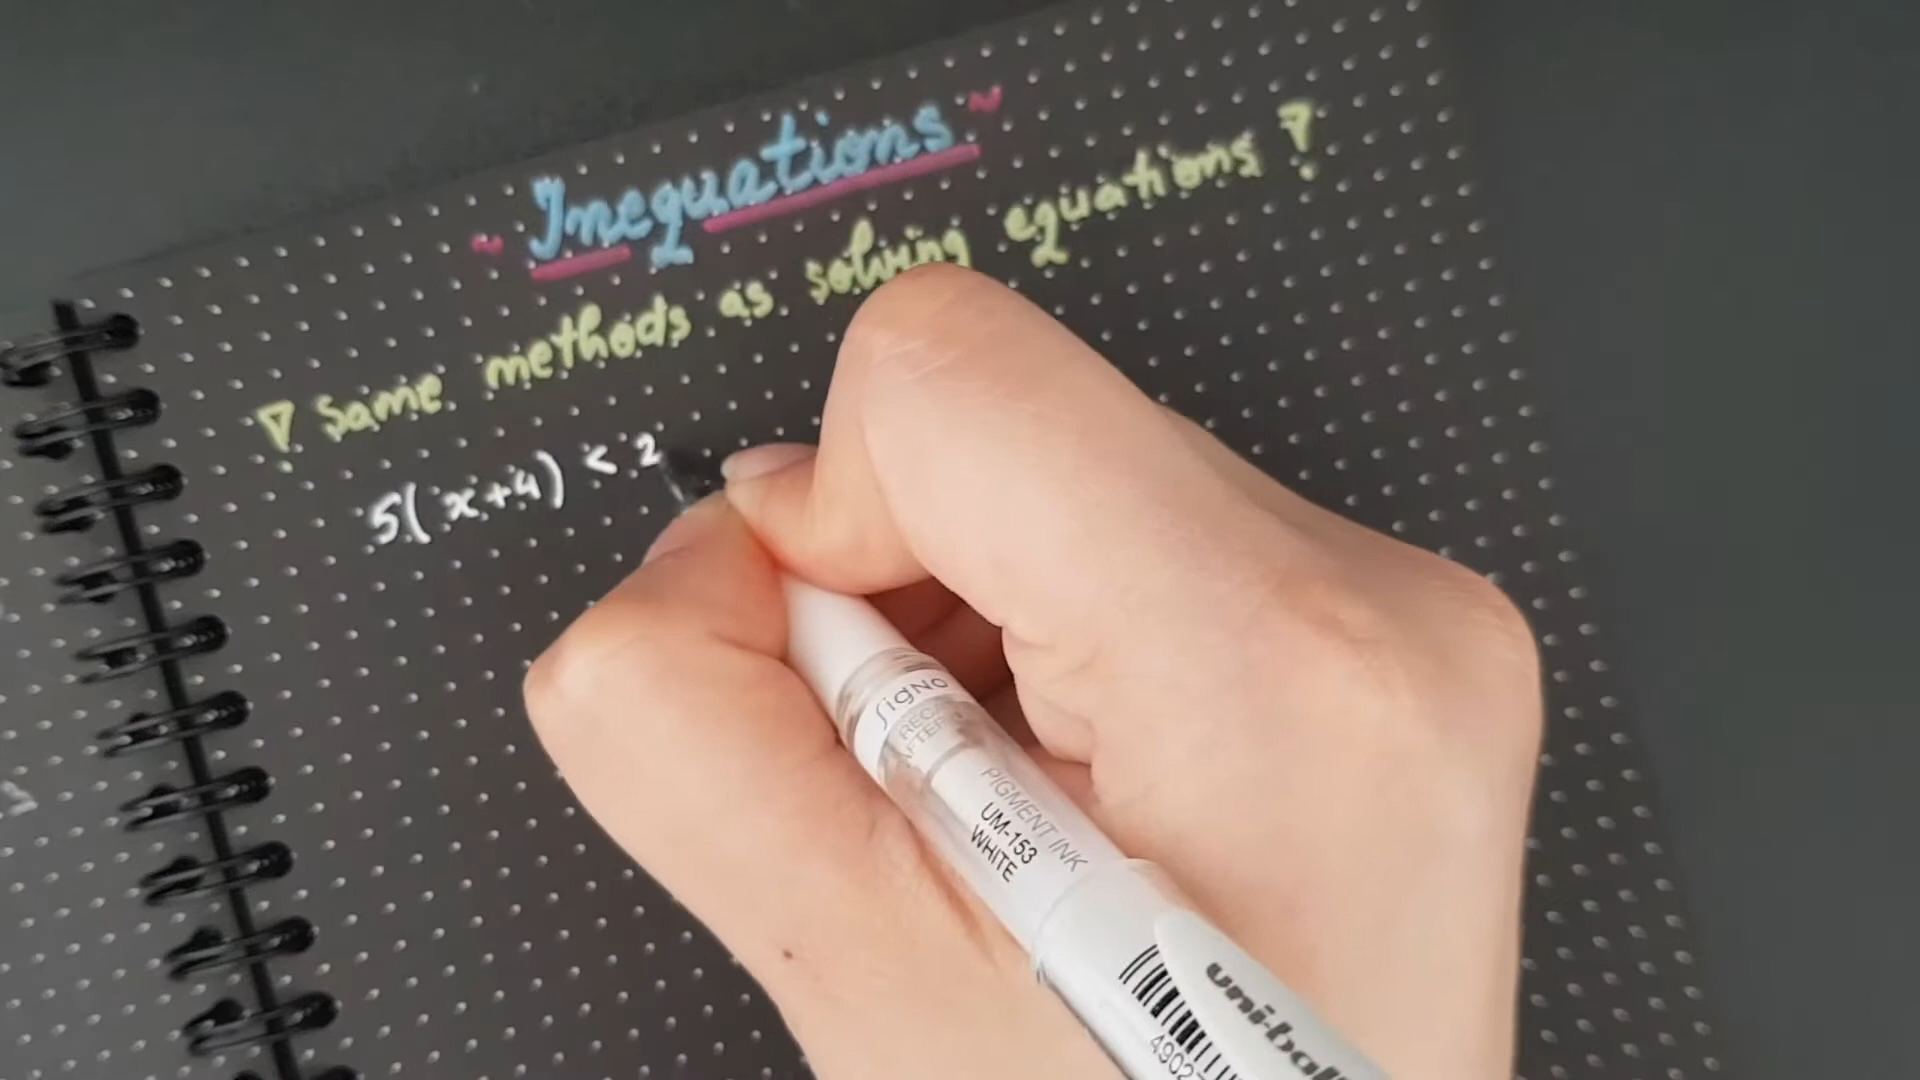 ~ Inequations ~
∇ Same methods as solving equations ?
5(x+4) < 2
SigNO
PIGMENT INK
UM-153
WHITE
uni-ball